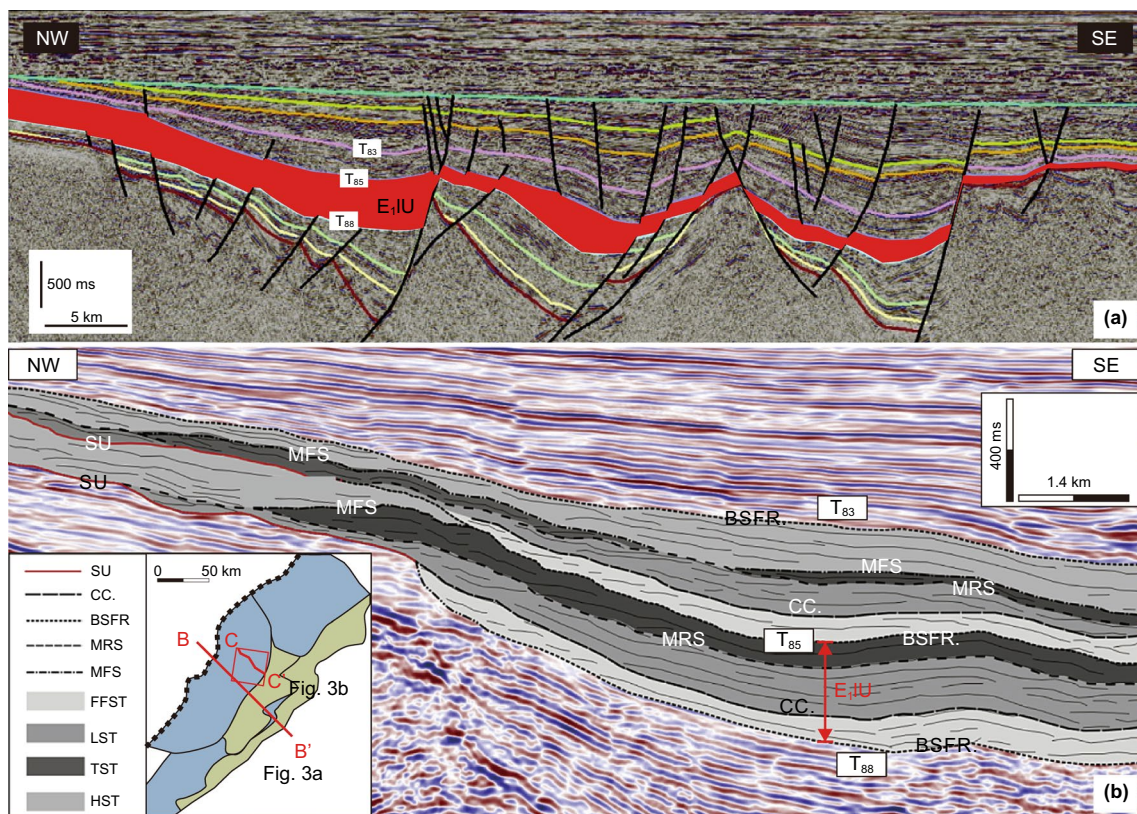 NW
SE
T83
T85
E1lU
T88
500 ms
5 km
(a)
NW
SE
SU
MFS
400 ms
1.4 km
SU
MFS
BSFR.
T83
MFS
MRS
CC.
MRS
T85
BSFR.
E1lU
CC.
BSFR.
T88
(b)
SU
CC.
BSFR
MRS
MFS
FFST
LST
TST
HST
0 50 km
B
C
C'
Fig. 3b
B'
Fig. 3a